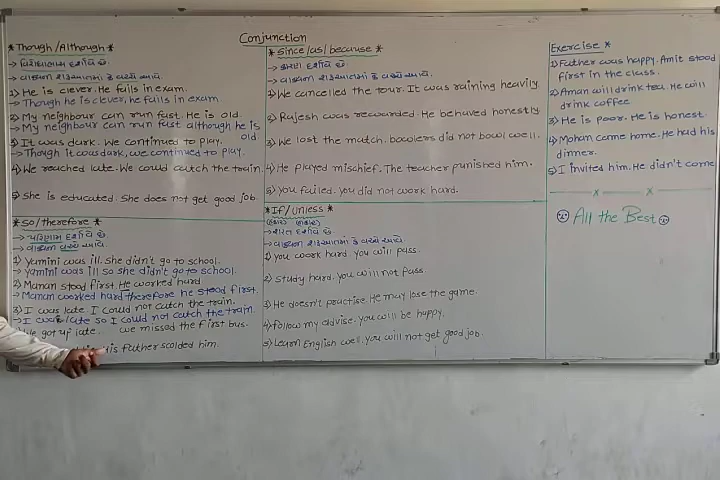 Conjunction
* Though/Although *
→ વિરોધાભાસ દર્શાવે છે.
→ વાક્યની શરૂઆતમાં કે વચ્ચે આવે.
1) He is clever. He fails in exam.
→ Though he is clever, he fails in exam.
2) My neighbour can run fast. He is old.
→ My neighbour can run fast although he is old
3) It was dark. We continued to play.
→ Though it was dark, we continued to play.
4) We reached late. We could catch the train.
5) She is educated. She does not get good job.
* So/therefore *
→ પરિણામ દર્શાવે છે.
→ વાક્યની વચ્ચે આવે
1) Yamini was ill. She didn't go to school.
→ Yamini was ill so she didn't go to school.
2) Manan stood first. He worked hard
→ Manan worked hard therefore he stood first.
3) I was late I could not catch the train.
→ I was late so I could not catch the train.
We got up late. we missed the first bus.
His father scolded him.
* Since/as/because *
→ કારણ દર્શાવે છે.
→ વાક્યની શરૂઆતમાં કે વચ્ચે આવે.
1) We cancelled the tour. It was raining heavily.
2) Rajesh was rewarded. He behaved honestly
3) We lost the match. bowlers did not bowl well.
4) He played mischief. The teacher punished him.
5) You failed. You did not work hard.
* If/Unless *
(હકાર) (નકાર)
→ શરત દર્શાવે છે.
→ વાક્યની શરૂઆતમાં કે વચ્ચે આવે
1) You work hard. You will pass.
2) Study hard. You will not pass
3) He doesn't practise. He may lose the game.
4) follow my advise. you will be happy.
5) Learn English well. You will not get good job.
Exercise *
1) Father was happy. Amit stood
first in the class.
2) Aman will drink tea. He will
drink coffee
3) He is poor. He is honest.
4) Mohan came home. He had his
dinner.
5) I invited him. He didn't come
x x
All the Best